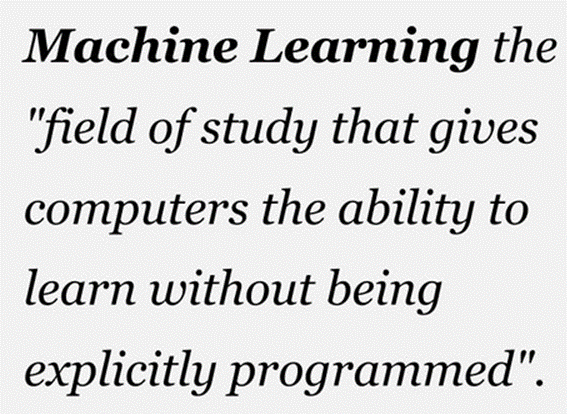 Machine Learning the
"field of study that gives
computers the ability to
learn without being
explicitly programmed".